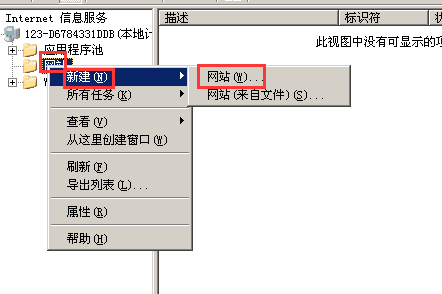 Internet 信息服务
描述
标识符
状
123-D6784331DDB(本地计
应用程序池
此视图中没有可显示的项
新建(N)
网站(W)...
所有任务(K)
网站(来自文件)(S)...
查看(V)
从这里创建窗口(W)
刷新(F)
导出列表(L)...
属性(R)
帮助(H)